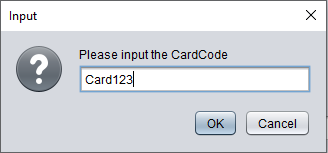 Input
Please input the CardCode
Card123
OK Cancel